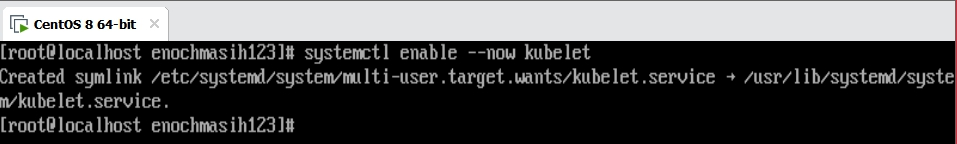 CentOS 8 64-bit
[root@localhost enochmasih123]# systemctl enable --now kubelet
Created symlink /etc/systemd/system/multi-user.target.wants/kubelet.service → /usr/lib/systemd/syste
m/kubelet.service.
[root@localhost enochmasih123]#